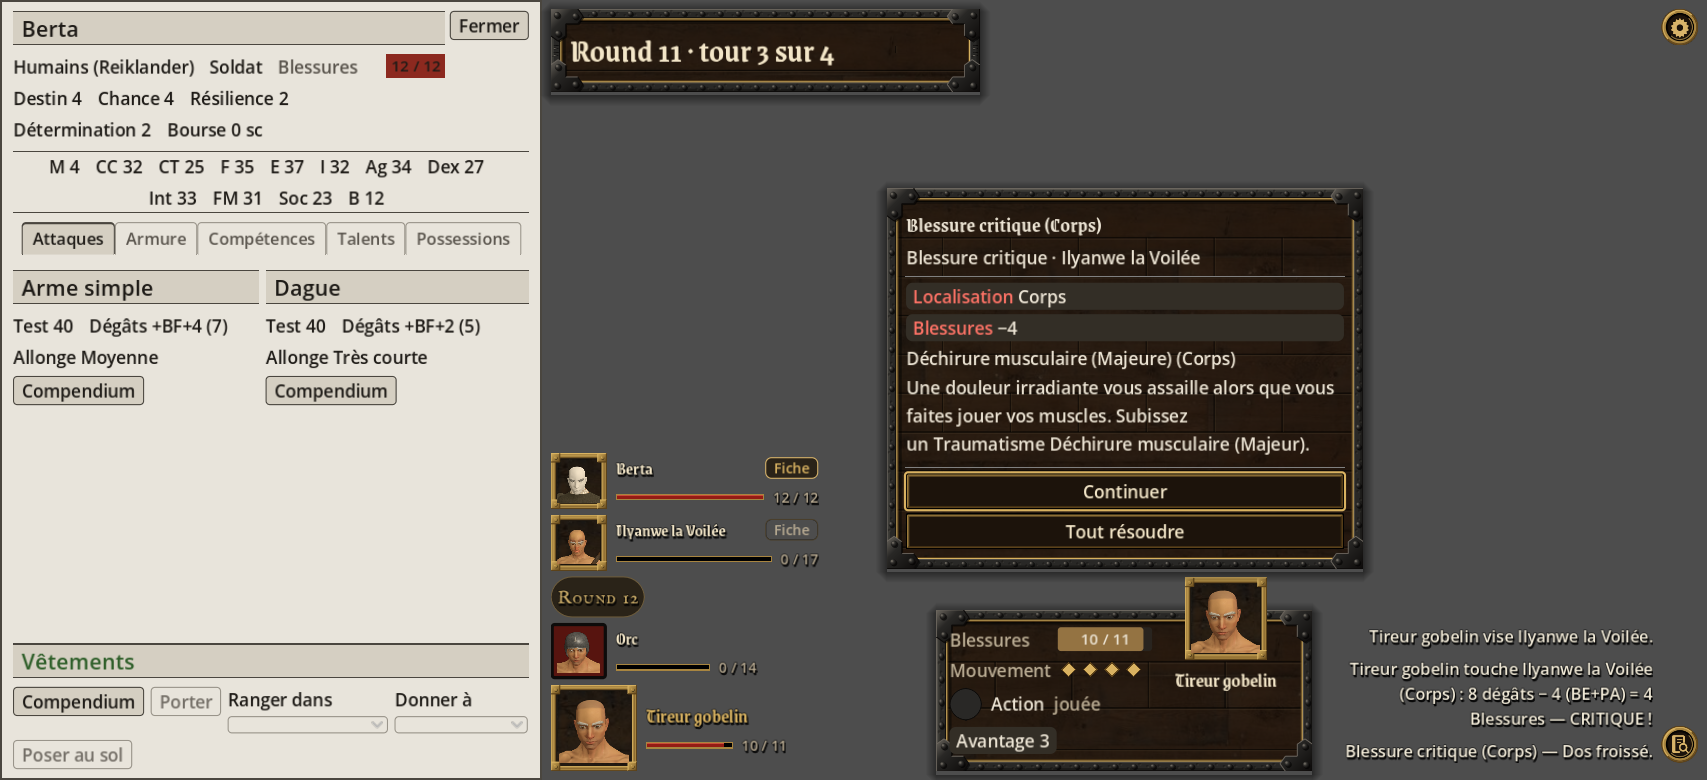 Berta
Fermer
Humains (Reiklander) Soldat Blessures 12 / 12
Destin 4 Chance 4 Résilience 2
Détermination 2 Bourse 0 sc
M 4 CC 32 CT 25 F 35 E 37 I 32 Ag 34 Dex 27
Int 33 FM 31 Soc 23 B 12
Attaques Armure Compétences Talents Possessions
Arme simple
Test 40 Dégâts +BF+4 (7)
Allonge Moyenne
Compendium
Dague
Test 40 Dégâts +BF+2 (5)
Allonge Très courte
Compendium
Vêtements
Compendium Porter Ranger dans Donner à
Poser au sol
Round 11 · tour 3 sur 4
Berta Fiche
12 / 12
Ilyanwe la Voilée Fiche
0 / 17
Round 12
Orc
0 / 14
Tireur gobelin
10 / 11
Blessure critique (Corps)
Blessure critique · Ilyanwe la Voilée
Localisation Corps
Blessures −4
Déchirure musculaire (Majeure) (Corps)
Une douleur irradiante vous assaille alors que vous
faites jouer vos muscles. Subissez
un Traumatisme Déchirure musculaire (Majeur).
Continuer
Tout résoudre
Blessures 10 / 11
Mouvement
Tireur gobelin
Action jouée
Avantage 3
Tireur gobelin vise Ilyanwe la Voilée.
Tireur gobelin touche Ilyanwe la Voilée
(Corps) : 8 dégâts − 4 (BE+PA) = 4
Blessures — CRITIQUE !
Blessure critique (Corps) — Dos froissé.